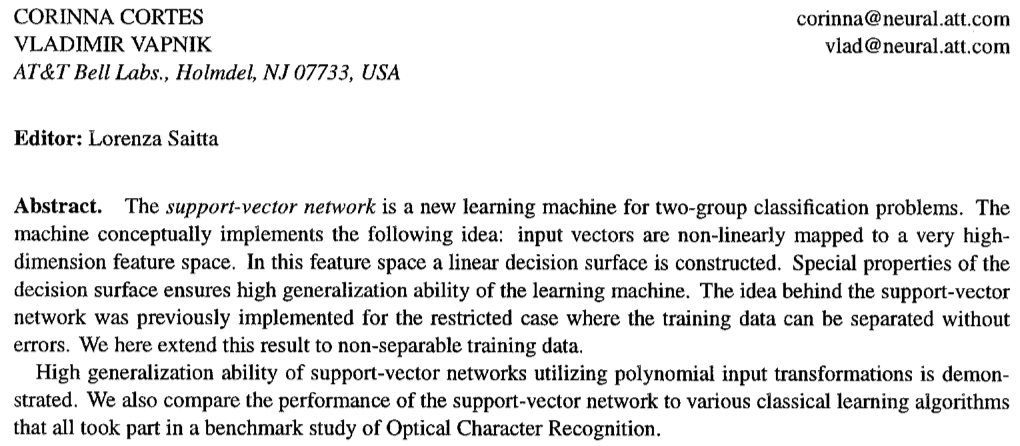 CORINNA CORTES corinna@neural.att.com
VLADIMIR VAPNIK vlad@neural.att.com
AT&T Bell Labs., Holmdel, NJ 07733, USA
Editor: Lorenza Saitta
Abstract. The support-vector network is a new learning machine for two-group classification problems. The
machine conceptually implements the following idea: input vectors are non-linearly mapped to a very high-
dimension feature space. In this feature space a linear decision surface is constructed. Special properties of the
decision surface ensures high generalization ability of the learning machine. The idea behind the support-vector
network was previously implemented for the restricted case where the training data can be separated without
errors. We here extend this result to non-separable training data.
High generalization ability of support-vector networks utilizing polynomial input transformations is demon-
strated. We also compare the performance of the support-vector network to various classical learning algorithms
that all took part in a benchmark study of Optical Character Recognition.